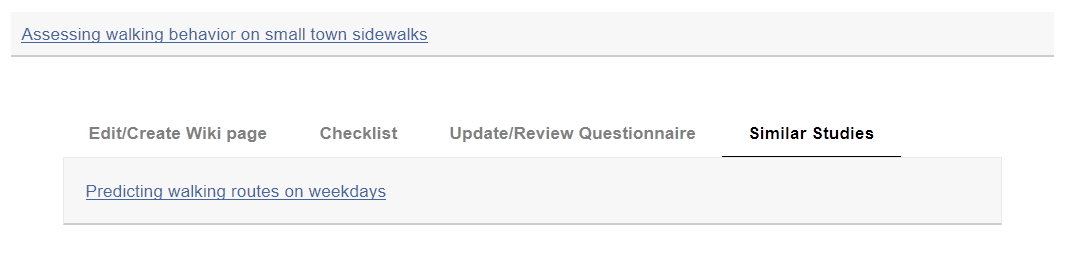 Assessing walking behavior on small town sidewalks
Edit/Create Wiki page Checklist Update/Review Questionnaire Similar Studies
Predicting walking routes on weekdays